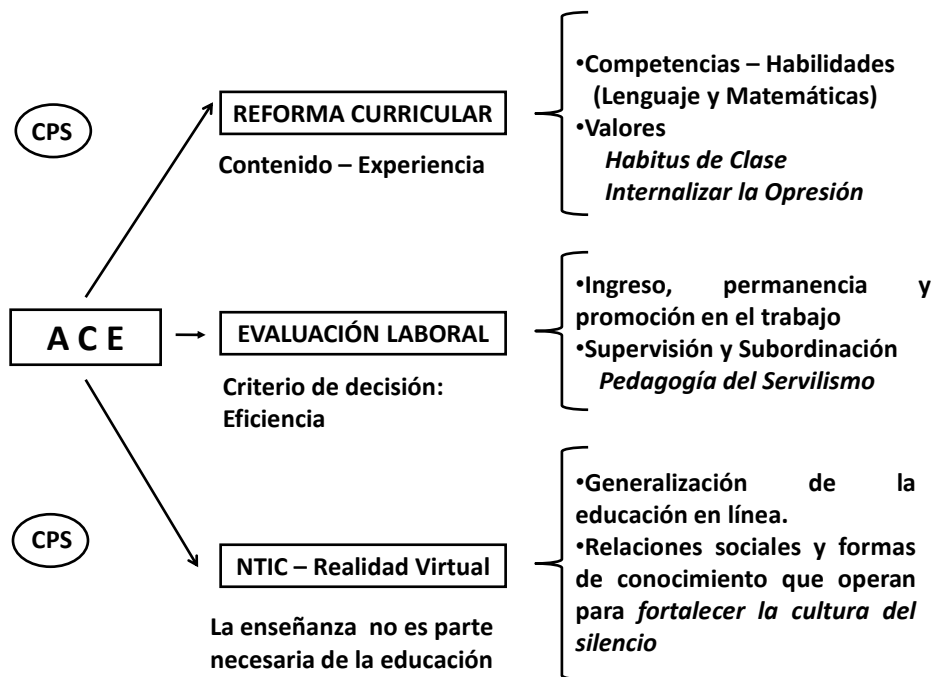 •Competencias – Habilidades
(Lenguaje y Matemáticas)
•Valores
Habitus de Clase
Internalizar la Opresión
CPS
REFORMA CURRICULAR
Contenido – Experiencia
•Ingreso, permanencia y
promoción en el trabajo
•Supervisión y Subordinación
Pedagogía del Servilismo
A C E
EVALUACIÓN LABORAL
Criterio de decisión:
Eficiencia
•Generalización de la
educación en línea.
•Relaciones sociales y formas
de conocimiento que operan
para fortalecer la cultura del
silencio
CPS
NTIC – Realidad Virtual
La enseñanza no es parte
necesaria de la educación